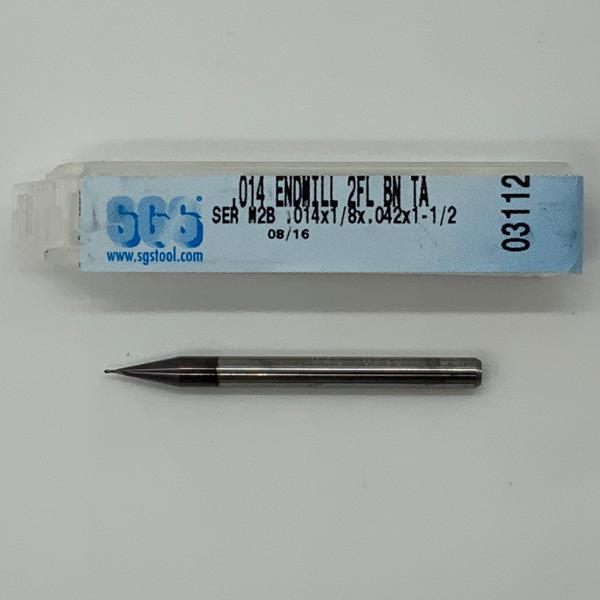 .014 ENDMILL 2FL BN TA
SER M2B .014x1/8x.042x1-1/2
08/16
SGS
www.sgstool.com
03112